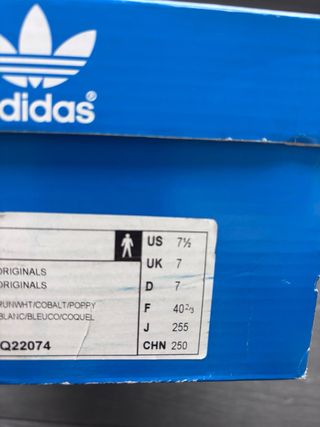 didas®
ORIGINALS
ORIGINALS
RUNWHT/COBALT/POPPY
BLANC/BLEUCO/COQUEL
Q22074
US 7½
UK 7
D 7
F 40⅔
J 255
CHN 250